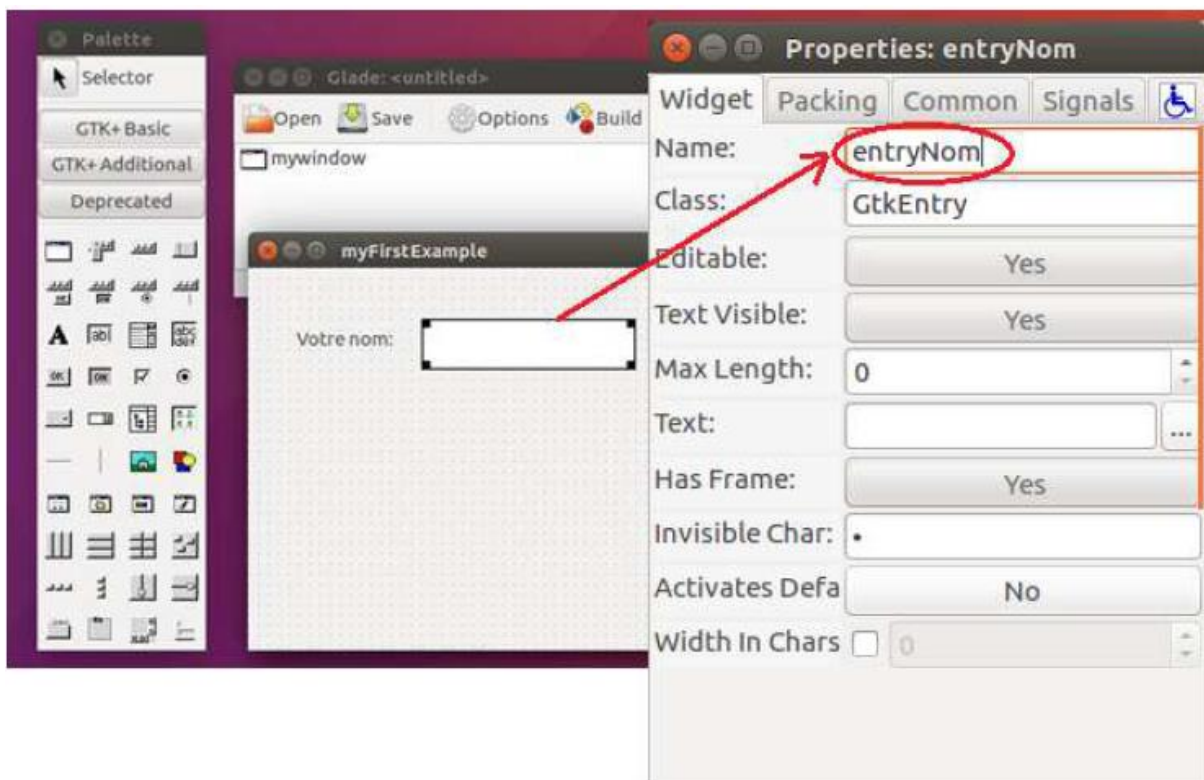 Palette
Selector
GTK+ Basic
GTK+ Additional
Deprecated
Glade: <untitled>
Open Save Options Build
mywindow
myFirstExample
Votre nom:
Properties: entryNom
Widget Packing Common Signals
Name: entryNom
Class: GtkEntry
Editable: Yes
Text Visible: Yes
Max Length: 0
Text: ...
Has Frame: Yes
Invisible Char: •
Activates Defa No
Width In Chars 0